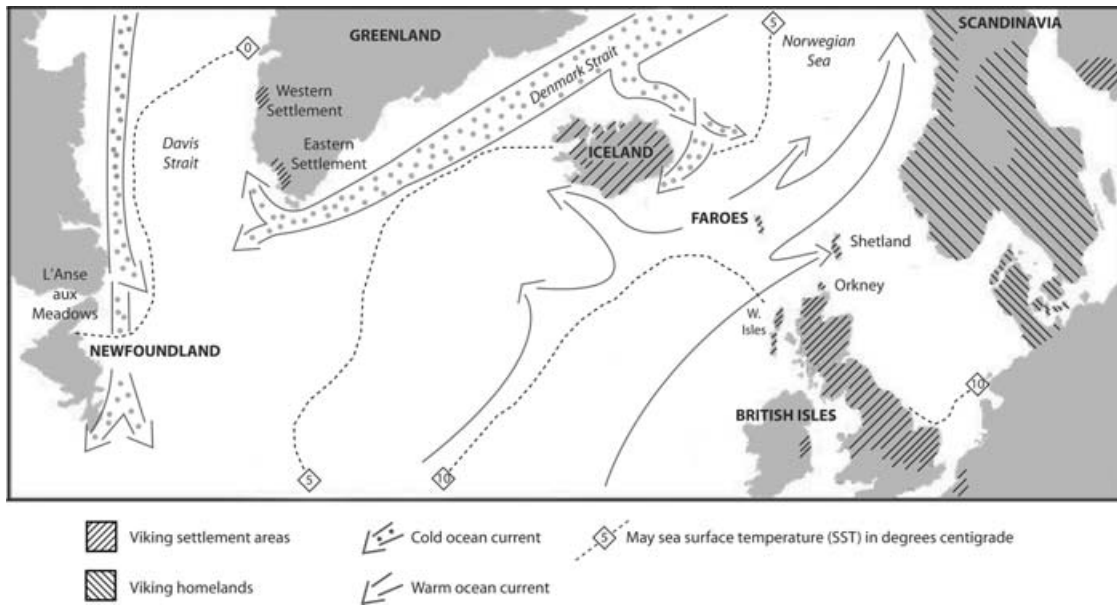 SCANDINAVIA
GREENLAND
Norwegian
Sea
5
0
Denmark Strait
Western
Settlement
Davis
Strait
Eastern
Settlement
ICELAND
FAROES
Shetland
L'Anse
aux
Meadows
Orkney
W.
Isles
NEWFOUNDLAND
10
BRITISH ISLES
5
10
Viking settlement areas
Cold ocean current
5
May sea surface temperature (SST) in degrees centigrade
Viking homelands
Warm ocean current